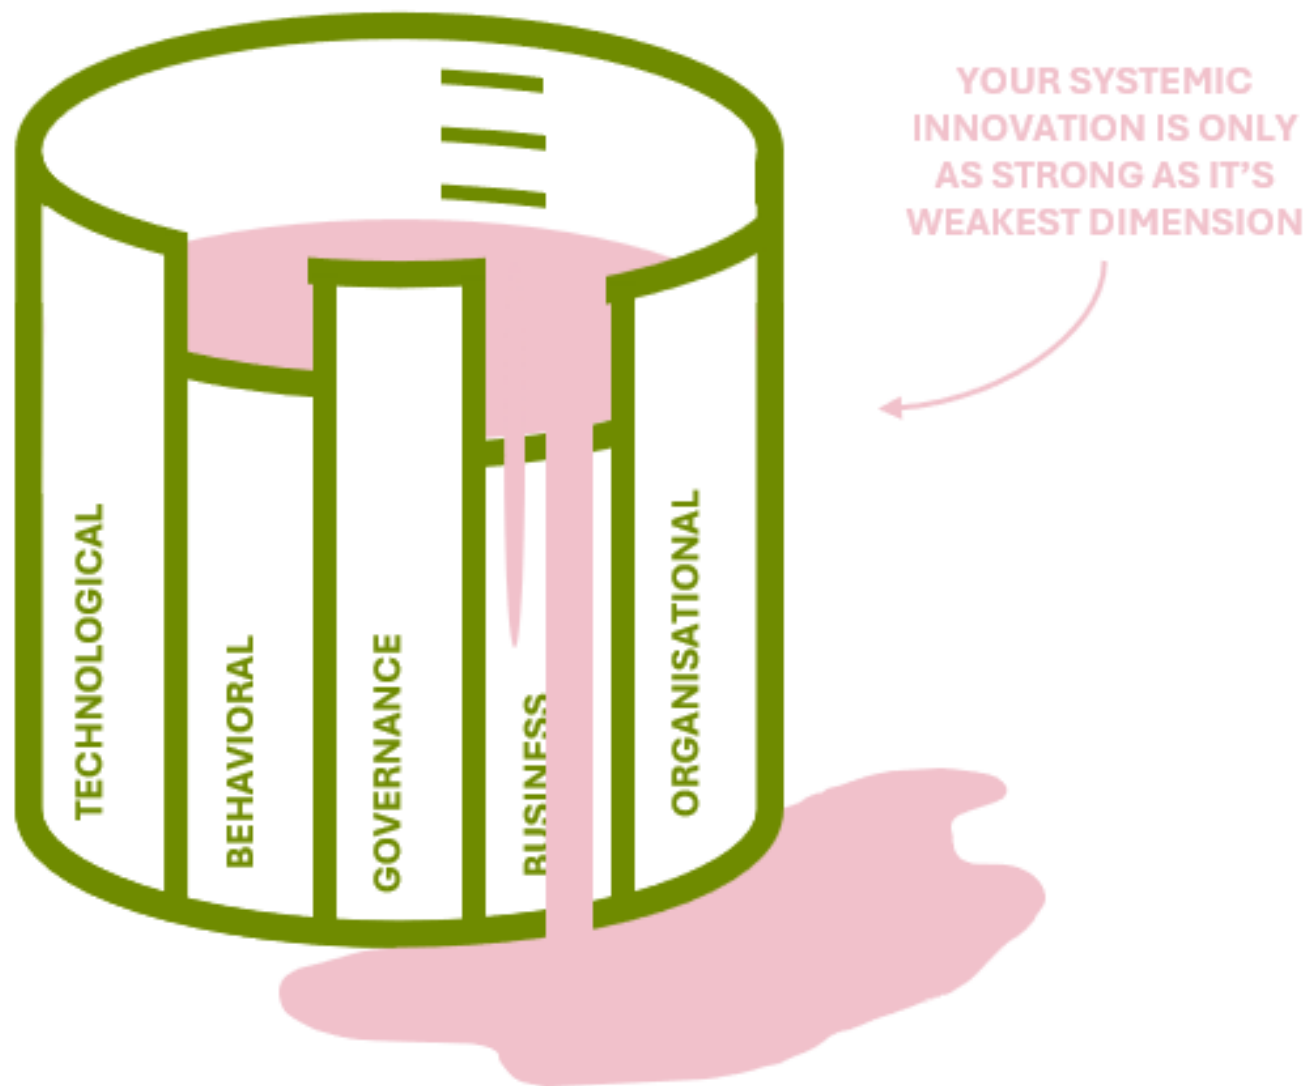 YOUR SYSTEMIC
INNOVATION IS ONLY
AS STRONG AS IT'S
WEAKEST DIMENSION
TECHNOLOGICAL
BEHAVIORAL
GOVERNANCE
BUSINESS
ORGANISATIONAL